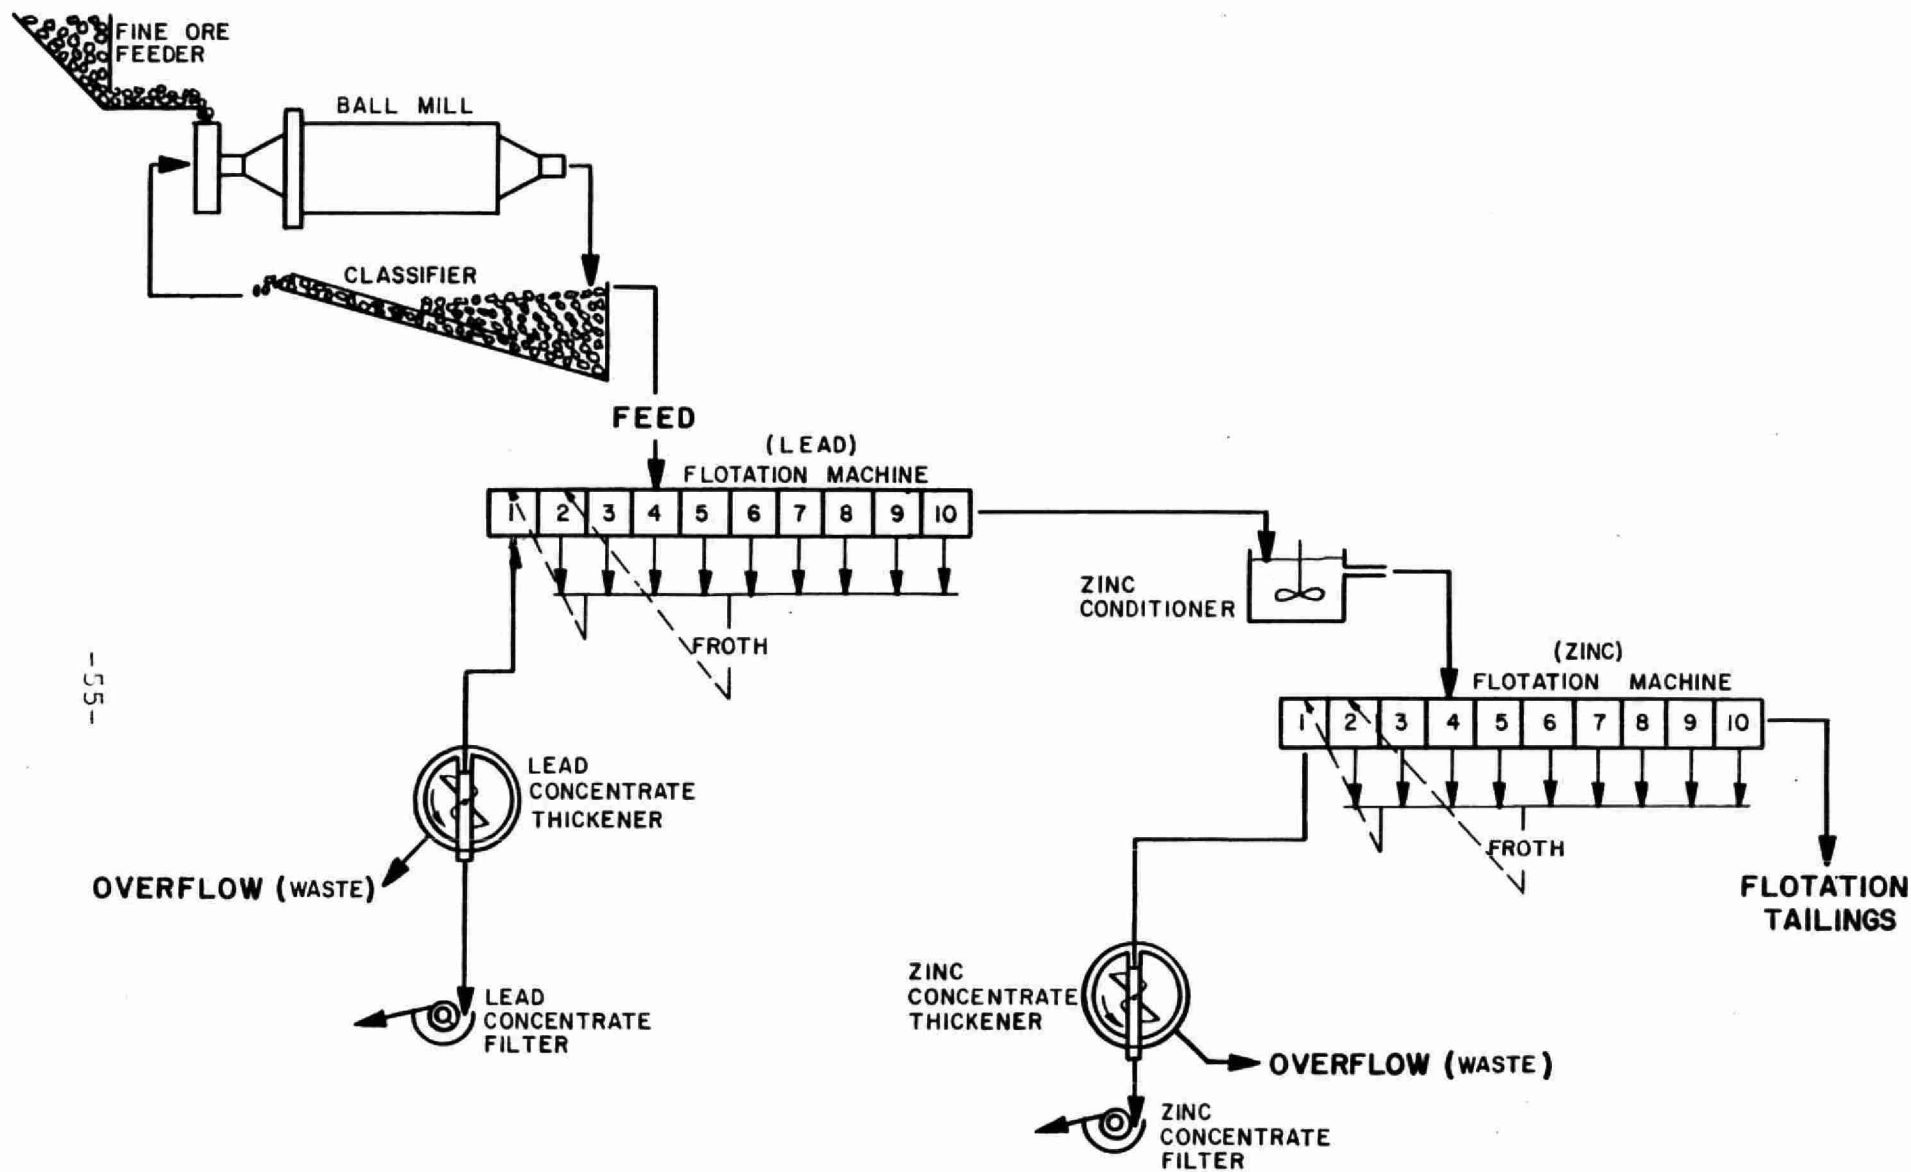 FINE ORE
FEEDER
BALL MILL
CLASSIFIER
FEED
(LEAD)
FLOTATION MACHINE
1 2 3 4 5 6 7 8 9 10
FROTH
ZINC
CONDITIONER
(ZINC)
FLOTATION MACHINE
1 2 3 4 5 6 7 8 9 10
FROTH
FLOTATION
TAILINGS
-55-
LEAD
CONCENTRATE
THICKENER
OVERFLOW (WASTE)
LEAD
CONCENTRATE
FILTER
ZINC
CONCENTRATE
THICKENER
OVERFLOW (WASTE)
ZINC
CONCENTRATE
FILTER